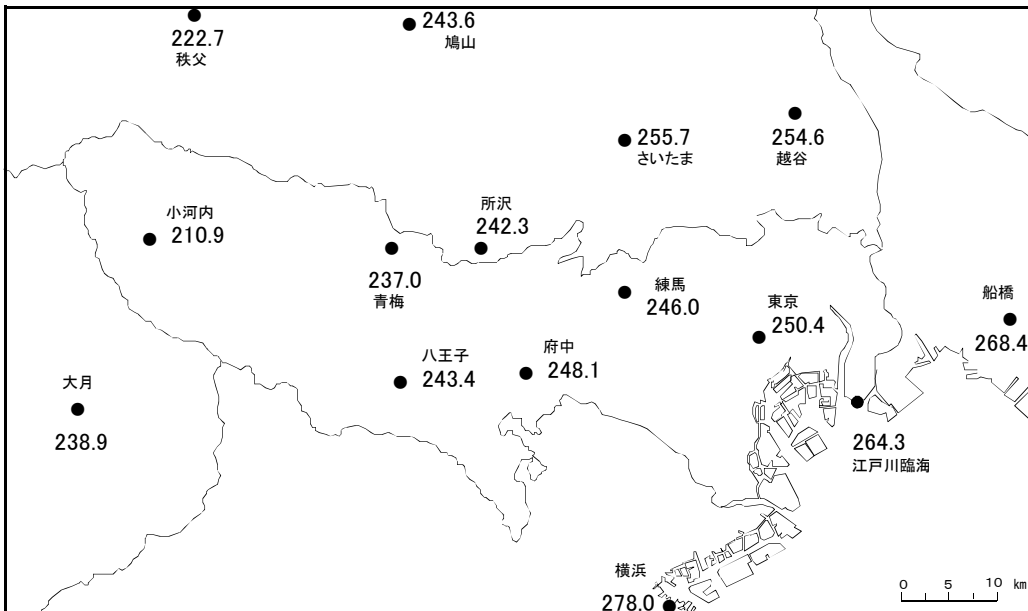 222.7
秩父
243.6
鳩山
255.7
さいたま
254.6
越谷
小河内
210.9
所沢
242.3
237.0
青梅
練馬
246.0
東京
250.4
船橋
268.4
大月
238.9
八王子
243.4
府中
248.1
264.3
江戸川臨海
横浜
278.0
0 5 10 km